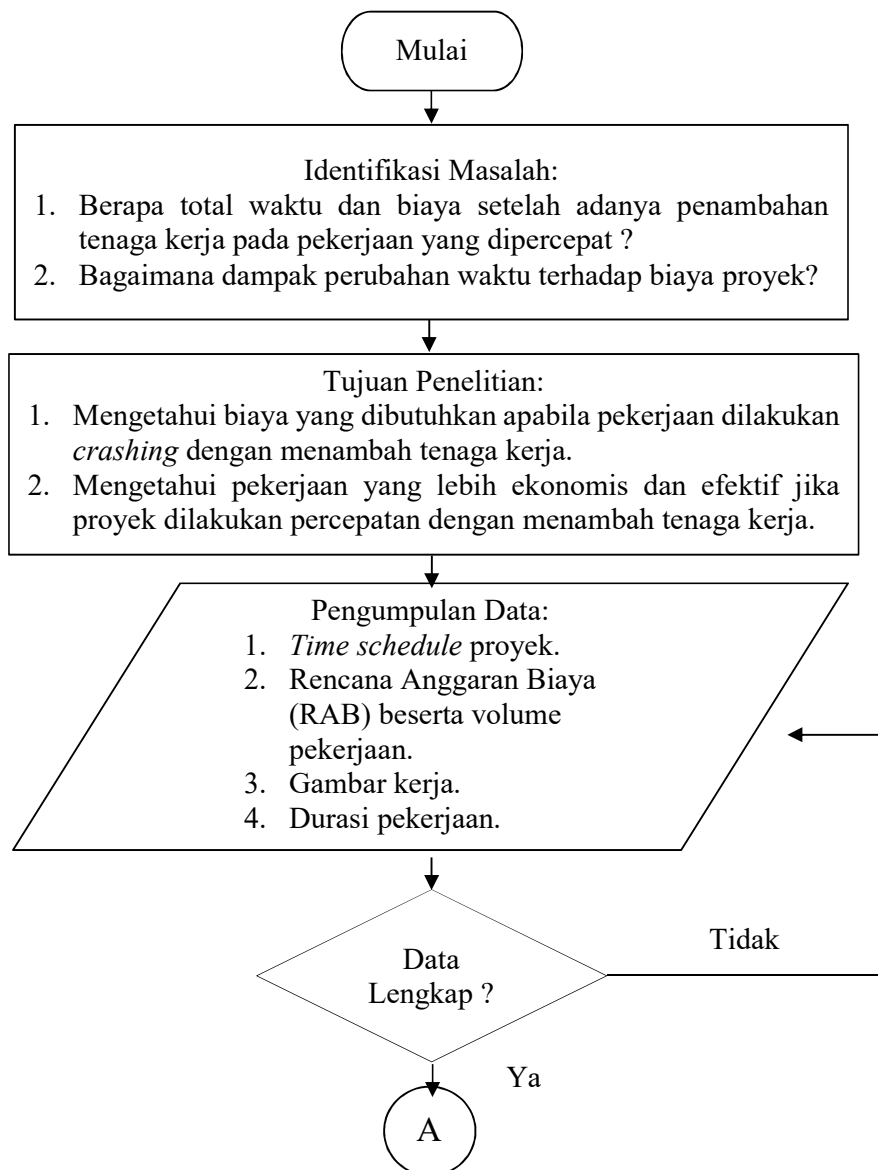 Mulai
Identifikasi Masalah:
1. Berapa total waktu dan biaya setelah adanya penambahan
tenaga kerja pada pekerjaan yang dipercepat ?
2. Bagaimana dampak perubahan waktu terhadap biaya proyek?
Tujuan Penelitian:
1. Mengetahui biaya yang dibutuhkan apabila pekerjaan dilakukan
crashing dengan menambah tenaga kerja.
2. Mengetahui pekerjaan yang lebih ekonomis dan efektif jika
proyek dilakukan percepatan dengan menambah tenaga kerja.
Pengumpulan Data:
1. Time schedule proyek.
2. Rencana Anggaran Biaya
(RAB) beserta volume
pekerjaan.
3. Gambar kerja.
4. Durasi pekerjaan.
Data
Lengkap ?
Tidak
Ya
A